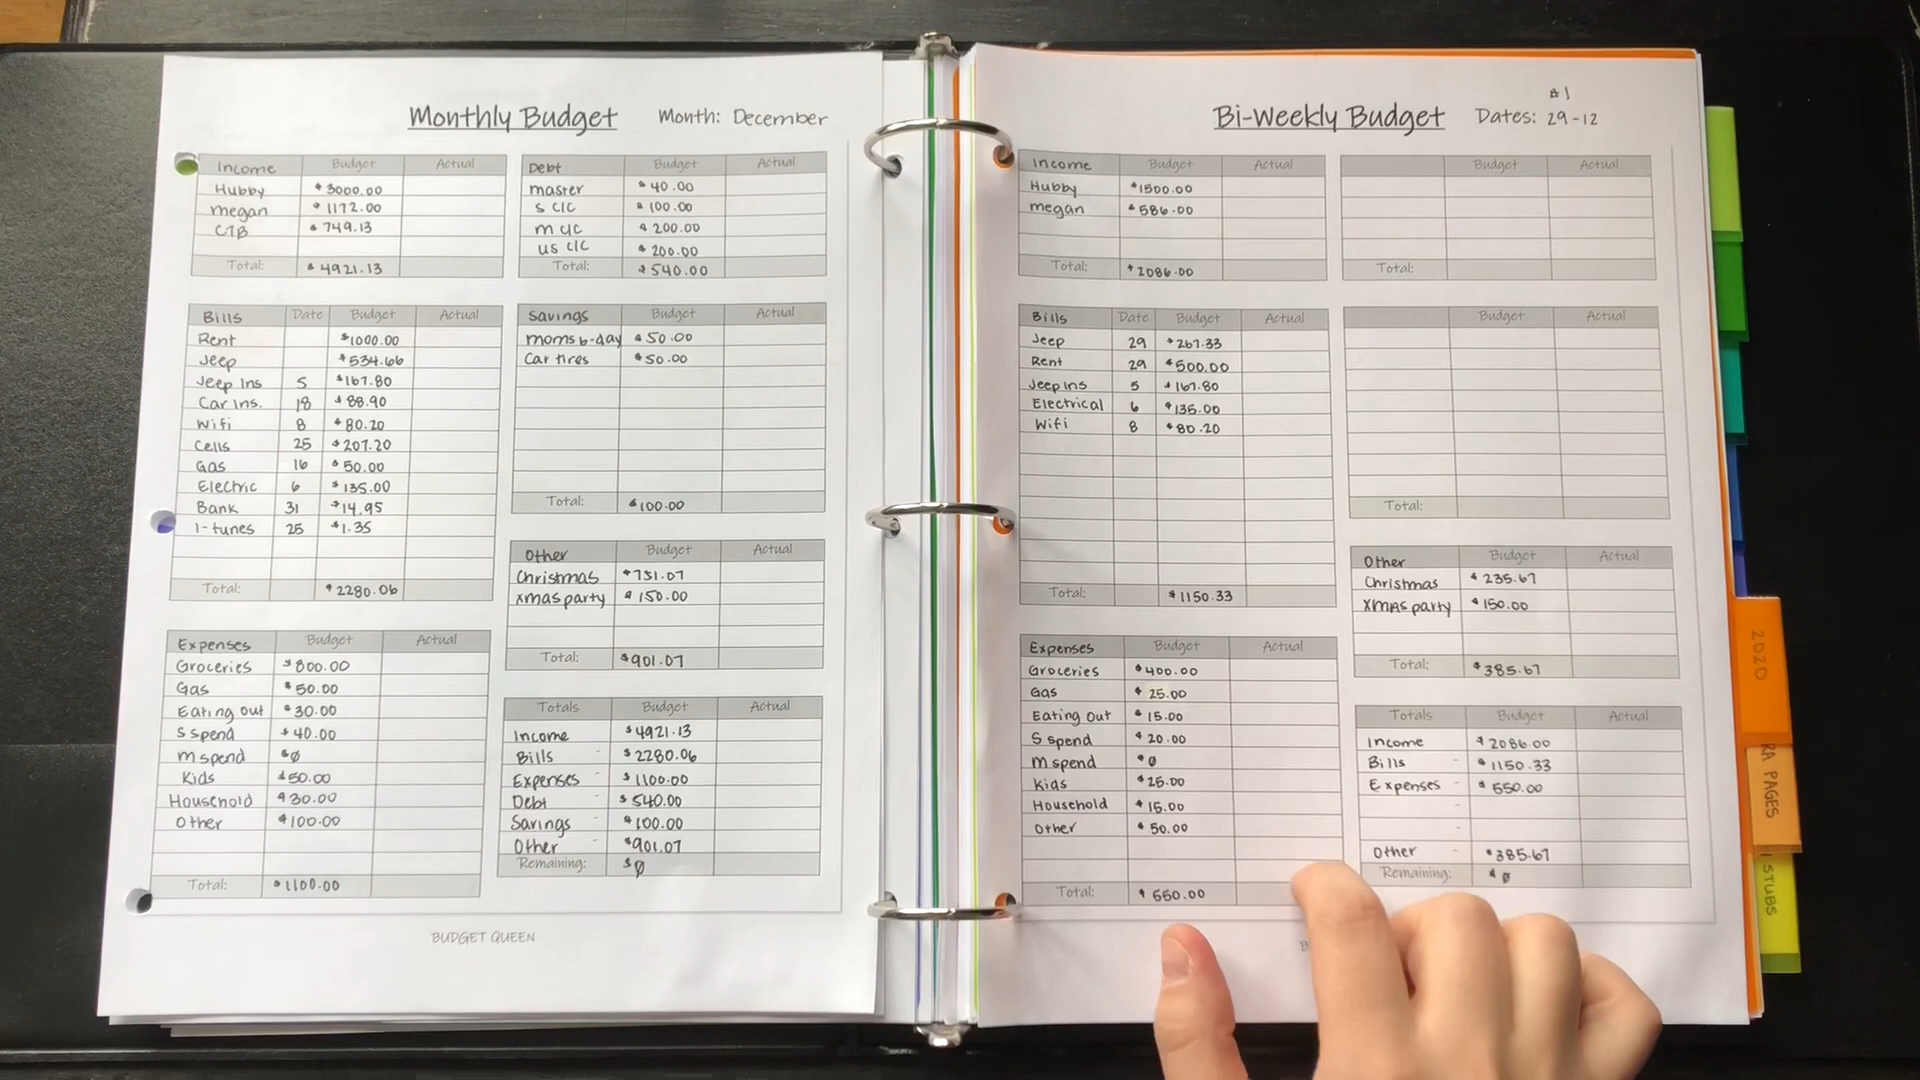 Monthly Budget Month: December
Income Budget Actual
Hubby $3000.00
megan $1172.00
CTB $749.13
Total: $4921.13
Debt Budget Actual
master $40.00
S C/C $100.00
m C/C $200.00
US C/C $200.00
Total: $540.00
Bills Date Budget Actual
Rent $1000.00
Jeep $534.66
Jeep Ins 5 $167.80
Car Ins. 18 $88.90
Wifi 8 $80.20
Cells 25 $207.20
Gas 16 $50.00
Electric 6 $135.00
Bank 31 $14.95
I-tunes 25 $1.35
Total: $2280.06
Savings Budget Actual
moms b-day $50.00
Car tires $50.00
Total: $100.00
Other Budget Actual
Christmas $751.07
xmas party $150.00
Total: $901.07
Expenses Budget Actual
Groceries $800.00
Gas $50.00
Eating out $30.00
S spend $40.00
m spend $0
Kids $50.00
Household $30.00
Other $100.00
Total: $1100.00
Totals Budget Actual
Income $4921.13
Bills - $2280.06
Expenses - $1100.00
Debt - $540.00
Savings - $100.00
Other - $901.07
Remaining: $0
BUDGET QUEEN
#1
Bi-Weekly Budget Dates: 29-12
Income Budget Actual
Hubby $1500.00
megan $586.00
Total: $2086.00
Budget Actual
Total:
Bills Date Budget Actual
Jeep 29 $267.33
Rent 29 $500.00
Jeep Ins 5 $167.80
Electrical 6 $135.00
Wifi 8 $80.20
Total: $1150.33
Budget Actual
Total:
Other Budget Actual
Christmas $235.67
XMAS party $150.00
Total: $385.67
Expenses Budget Actual
Groceries $400.00
Gas $25.00
Eating Out $15.00
S spend $20.00
M spend $0
Kids $25.00
Household $15.00
Other $50.00
Total: $550.00
Totals Budget Actual
Income $2086.00
Bills - $1150.33
Expenses - $550.00
-
-
Other - $385.67
Remaining: $0
2020
RA PAGES
STUBS